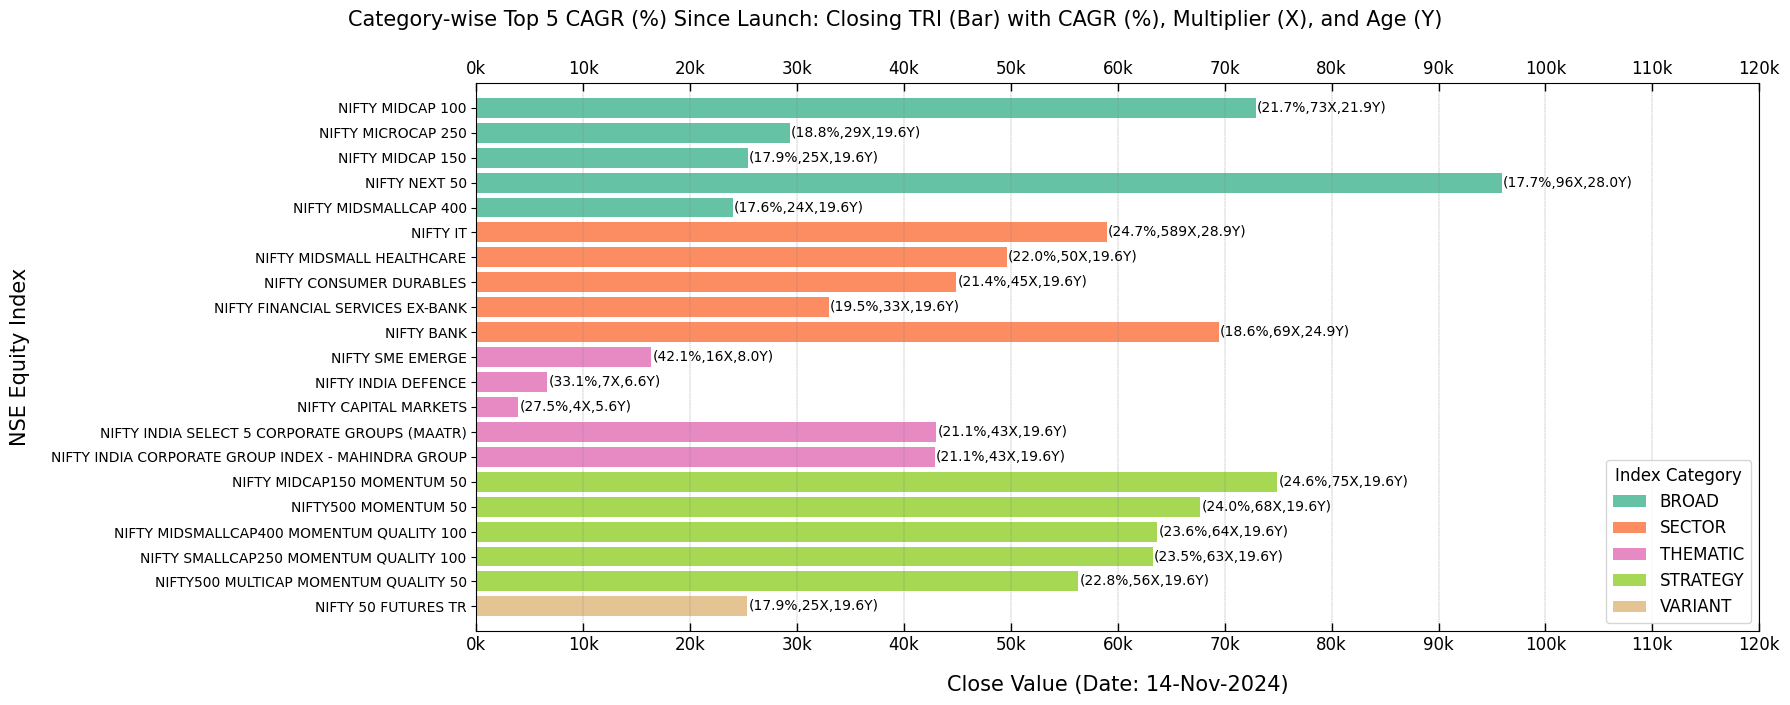 Category-wise Top 5 CAGR (%) Since Launch: Closing TRI (Bar) with CAGR (%), Multiplier (X), and Age (Y)
0k 10k 20k 30k 40k 50k 60k 70k 80k 90k 100k 110k 120k
NSE Equity Index
NIFTY MIDCAP 100 (21.7%,73X,21.9Y)
NIFTY MICROCAP 250 (18.8%,29X,19.6Y)
NIFTY MIDCAP 150 (17.9%,25X,19.6Y)
NIFTY NEXT 50 (17.7%,96X,28.0Y)
NIFTY MIDSMALLCAP 400 (17.6%,24X,19.6Y)
NIFTY IT (24.7%,589X,28.9Y)
NIFTY MIDSMALL HEALTHCARE (22.0%,50X,19.6Y)
NIFTY CONSUMER DURABLES (21.4%,45X,19.6Y)
NIFTY FINANCIAL SERVICES EX-BANK (19.5%,33X,19.6Y)
NIFTY BANK (18.6%,69X,24.9Y)
NIFTY SME EMERGE (42.1%,16X,8.0Y)
NIFTY INDIA DEFENCE (33.1%,7X,6.6Y)
NIFTY CAPITAL MARKETS (27.5%,4X,5.6Y)
NIFTY INDIA SELECT 5 CORPORATE GROUPS (MAATR) (21.1%,43X,19.6Y)
NIFTY INDIA CORPORATE GROUP INDEX - MAHINDRA GROUP (21.1%,43X,19.6Y)
NIFTY MIDCAP150 MOMENTUM 50 (24.6%,75X,19.6Y)
NIFTY500 MOMENTUM 50 (24.0%,68X,19.6Y)
NIFTY MIDSMALLCAP400 MOMENTUM QUALITY 100 (23.6%,64X,19.6Y)
NIFTY SMALLCAP250 MOMENTUM QUALITY 100 (23.5%,63X,19.6Y)
NIFTY500 MULTICAP MOMENTUM QUALITY 50 (22.8%,56X,19.6Y)
NIFTY 50 FUTURES TR (17.9%,25X,19.6Y)
Index Category
BROAD
SECTOR
THEMATIC
STRATEGY
VARIANT
0k 10k 20k 30k 40k 50k 60k 70k 80k 90k 100k 110k 120k
Close Value (Date: 14-Nov-2024)